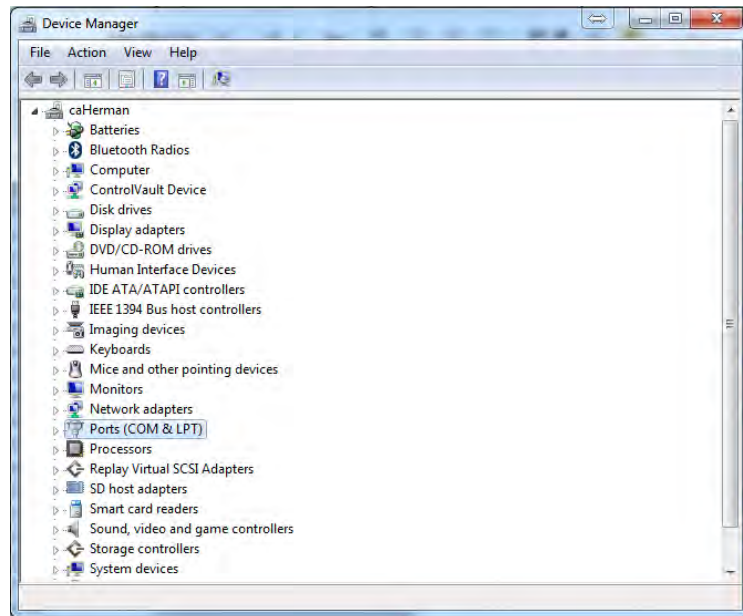 Device Manager
File Action View Help
caHerman
Batteries
Bluetooth Radios
Computer
ControlVault Device
Disk drives
Display adapters
DVD/CD-ROM drives
Human Interface Devices
IDE ATA/ATAPI controllers
IEEE 1394 Bus host controllers
Imaging devices
Keyboards
Mice and other pointing devices
Monitors
Network adapters
Ports (COM & LPT)
Processors
Replay Virtual SCSI Adapters
SD host adapters
Smart card readers
Sound, video and game controllers
Storage controllers
System devices